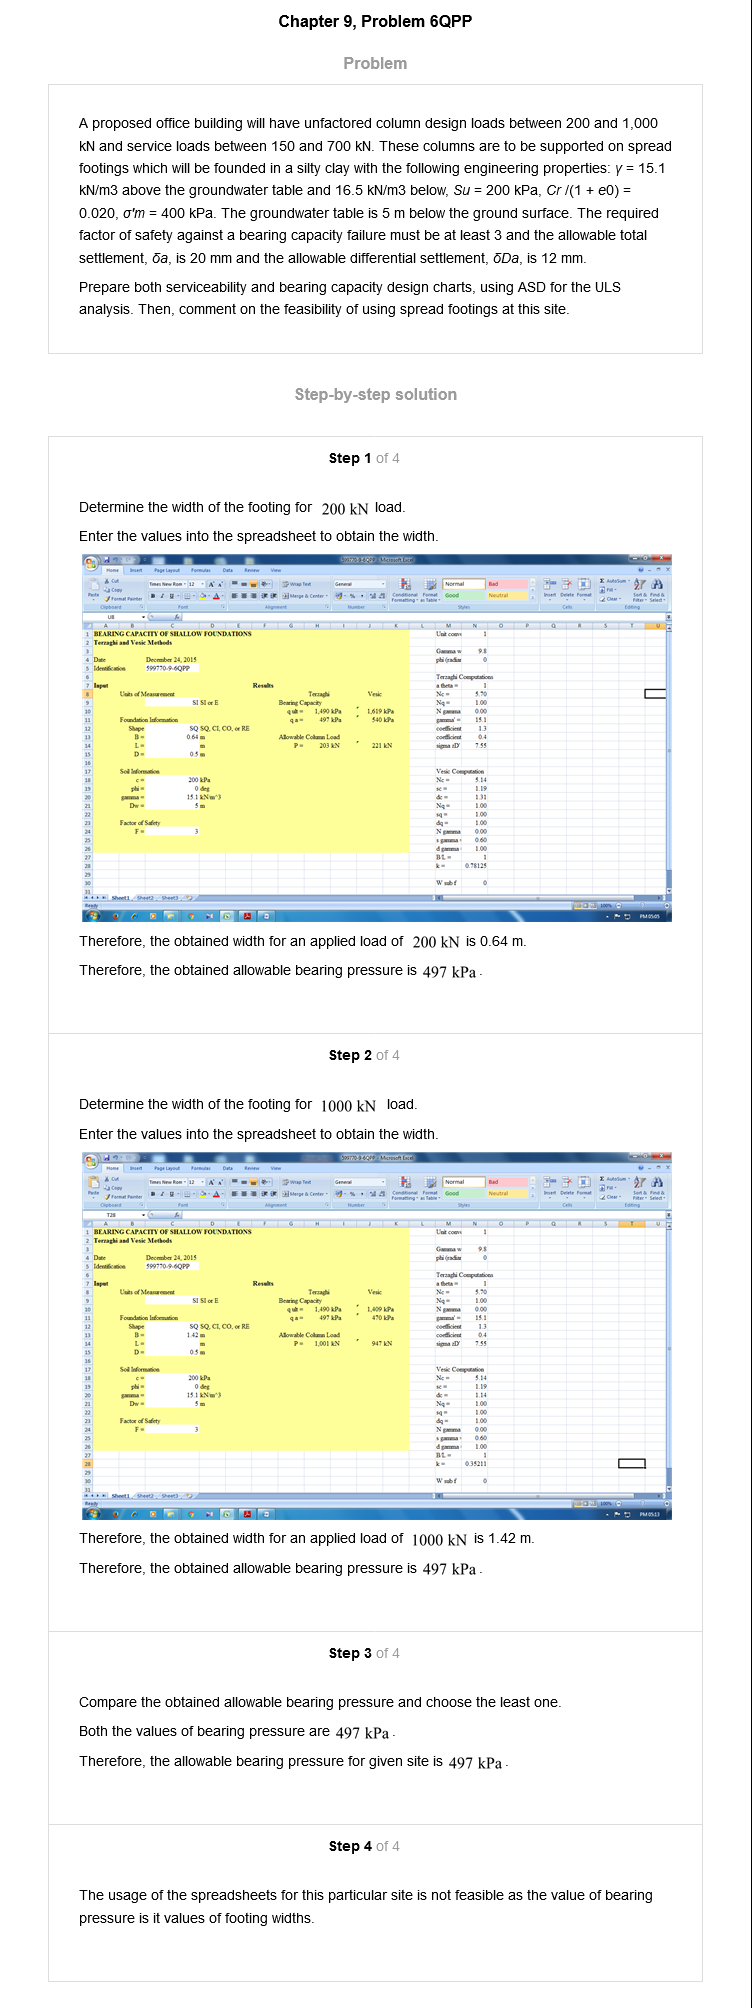 Chapter 9, Problem 6QPP
Problem
A proposed office building will have unfactored column design loads between 200 and 1,000
kN and service loads between 150 and 700 kN. These columns are to be supported on spread
footings which will be founded in a silty clay with the following engineering properties: γ = 15.1
kN/m3 above the groundwater table and 16.5 kN/m3 below, Su = 200 kPa, Cr /(1 + e0) =
0.020, σ'm = 400 kPa. The groundwater table is 5 m below the ground surface. The required
factor of safety against a bearing capacity failure must be at least 3 and the allowable total
settlement, δa, is 20 mm and the allowable differential settlement, δDa, is 12 mm.
Prepare both serviceability and bearing capacity design charts, using ASD for the ULS
analysis. Then, comment on the feasibility of using spread footings at this site.
Step-by-step solution
Step 1 of 4
Determine the width of the footing for 200 kN load.
Enter the values into the spreadsheet to obtain the width.
BEARING CAPACITY OF SHALLOW FOUNDATIONS Unit conv 1
Terzaghi and Vesic Methods
Gamma w 9.8
Date December 24, 2015 phi (radian 0
Identification 599770-9-6QPP
Terzaghi Computations
Input Results a theta = 1
Units of Measurement Terzaghi Vesic Nc = 5.70
SI SI or E Bearing Capacity Nq = 1.00
q ult = 1,490 kPa 1,619 kPa N gamma 0.00
Foundation Information q a = 497 kPa 540 kPa gamma' = 15.1
Shape SQ SQ, CI, CO, or RE coefficient 1.3
B = 0.64 m Allowable Column Load coefficient 0.4
L = m P = 203 kN 221 kN sigma zD' 7.55
D = 0.5 m
Soil Information Vesic Computation
c = 200 kPa Nc = 5.14
phi = 0 deg sc = 1.19
gamma = 15.1 kN/m^3 dc = 1.31
Dw = 5 m Nq = 1.00
sq = 1.00
Factor of Safety dq = 1.00
F = 3 N gamma 0.00
s gamma 0.60
d gamma 1.00
B/L = 1
k = 0.78125
W sub f 0
Sheet1 Sheet2 Sheet3
Ready 100%
PM 05:05
Therefore, the obtained width for an applied load of 200 kN is 0.64 m.
Therefore, the obtained allowable bearing pressure is 497 kPa .
Step 2 of 4
Determine the width of the footing for 1000 kN load.
Enter the values into the spreadsheet to obtain the width.
BEARING CAPACITY OF SHALLOW FOUNDATIONS Unit conv 1
Terzaghi and Vesic Methods
Gamma w 9.8
Date December 24, 2015 phi (radian 0
Identification 599770-9-6QPP
Terzaghi Computations
Input Results a theta = 1
Units of Measurement Terzaghi Vesic Nc = 5.70
SI SI or E Bearing Capacity Nq = 1.00
q ult = 1,490 kPa 1,409 kPa N gamma 0.00
Foundation Information q a = 497 kPa 470 kPa gamma' = 15.1
Shape SQ SQ, CI, CO, or RE coefficient 1.3
B = 1.42 m Allowable Column Load coefficient 0.4
L = m P = 1,001 kN 947 kN sigma zD' 7.55
D = 0.5 m
Soil Information Vesic Computation
c = 200 kPa Nc = 5.14
phi = 0 deg sc = 1.19
gamma = 15.1 kN/m^3 dc = 1.14
Dw = 5 m Nq = 1.00
sq = 1.00
Factor of Safety dq = 1.00
F = 3 N gamma 0.00
s gamma 0.60
d gamma 1.00
B/L = 1
k = 0.35211
W sub f 0
Sheet1 Sheet2 Sheet3
Ready 100%
PM 05:13
Therefore, the obtained width for an applied load of 1000 kN is 1.42 m.
Therefore, the obtained allowable bearing pressure is 497 kPa .
Step 3 of 4
Compare the obtained allowable bearing pressure and choose the least one.
Both the values of bearing pressure are 497 kPa .
Therefore, the allowable bearing pressure for given site is 497 kPa .
Step 4 of 4
The usage of the spreadsheets for this particular site is not feasible as the value of bearing
pressure is it values of footing widths.